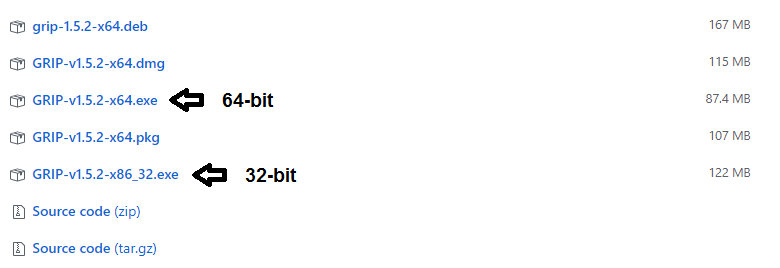 grip-1.5.2-x64.deb 167 MB
GRIP-v1.5.2-x64.dmg 115 MB
GRIP-v1.5.2-x64.exe 64-bit 87.4 MB
GRIP-v1.5.2-x64.pkg 107 MB
GRIP-v1.5.2-x86_32.exe 32-bit 122 MB
Source code (zip)
Source code (tar.gz)